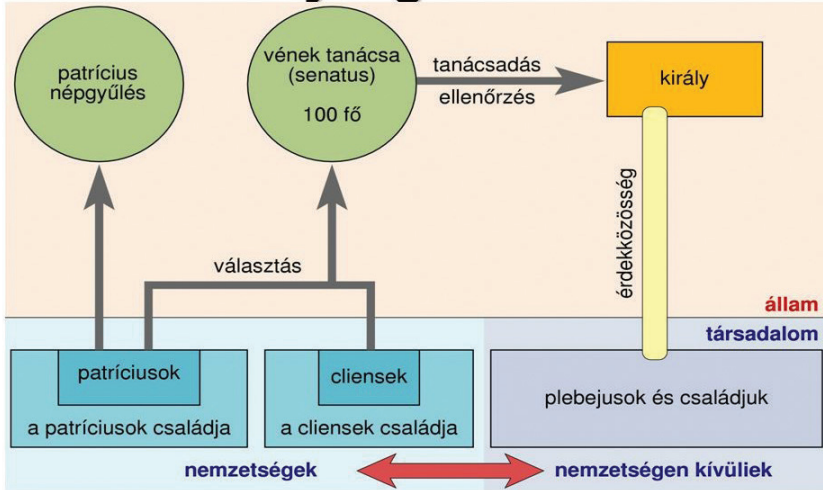 patrícius
népgyűlés
vének tanácsa
(senatus)
100 fő
tanácsadás
ellenőrzés
király
választás
érdekközösség
állam
társadalom
patríciusok
a patríciusok családja
cliensek
a cliensek családja
plebejusok és családjuk
nemzetségek
nemzetségen kívüliek